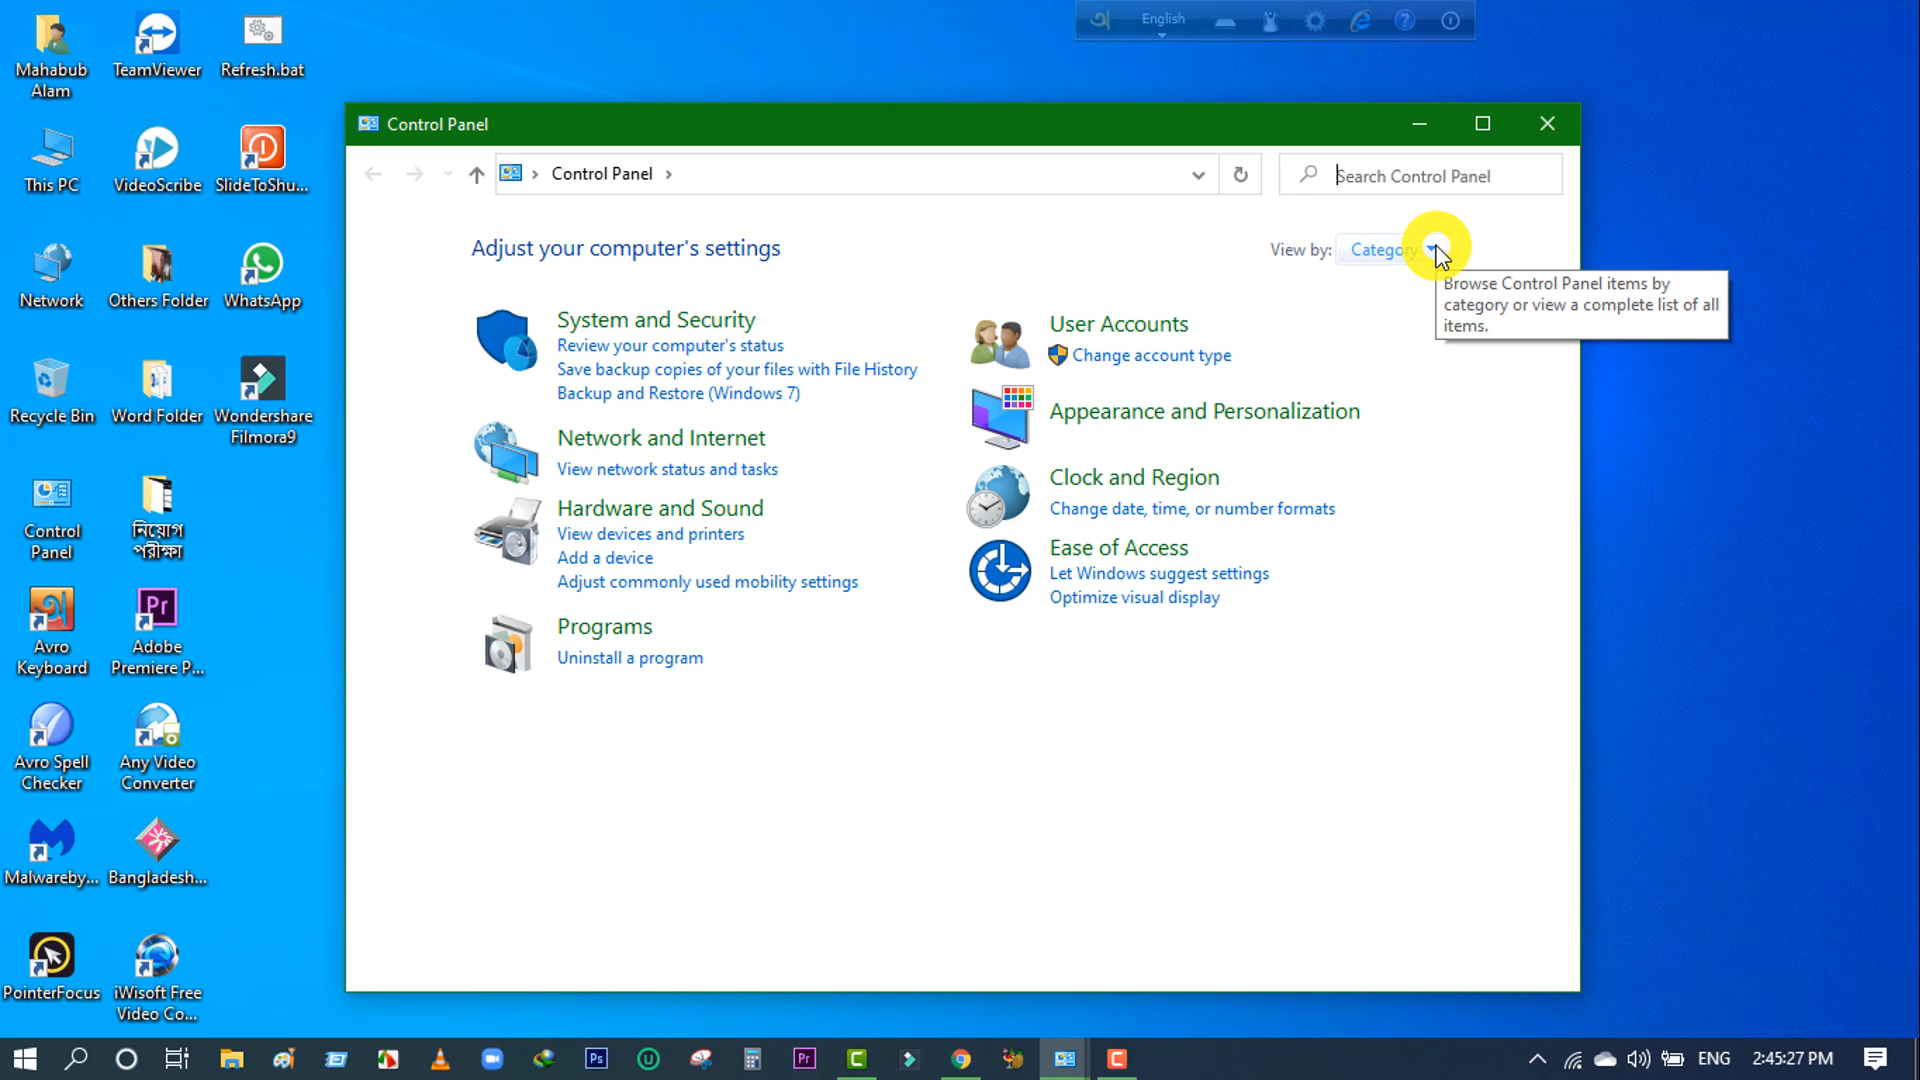 Mahabub
Alam
TeamViewer
Refresh.bat
This PC
VideoScribe
SlideToShu...
Network
Others Folder
WhatsApp
Recycle Bin
Word Folder
Wondershare
Filmora9
Control
Panel
নিয়োগ
পরীক্ষা
Avro
Keyboard
Adobe
Premiere P...
Avro Spell
Checker
Any Video
Converter
Malwareby...
Bangladesh...
PointerFocus
iWisoft Free
Video Co...
English
Control Panel
Control Panel
Search Control Panel
Adjust your computer's settings
View by: Category
Browse Control Panel items by
category or view a complete list of all
items.
System and Security
Review your computer's status
Save backup copies of your files with File History
Backup and Restore (Windows 7)
Network and Internet
View network status and tasks
Hardware and Sound
View devices and printers
Add a device
Adjust commonly used mobility settings
Programs
Uninstall a program
User Accounts
Change account type
Appearance and Personalization
Clock and Region
Change date, time, or number formats
Ease of Access
Let Windows suggest settings
Optimize visual display
ENG
2:45:27 PM